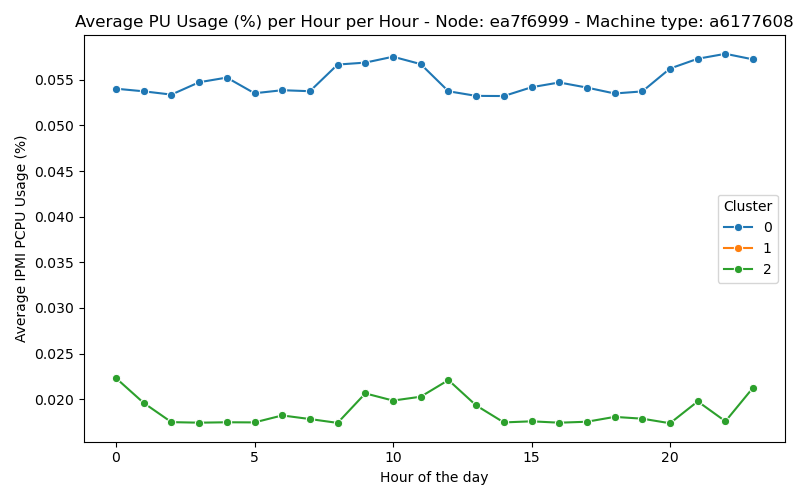 Average PU Usage (%) per Hour per Hour - Node: ea7f6999 - Machine type: a6177608
Average IPMI PCPU Usage (%)
0.055
0.050
0.045
0.040
0.035
0.030
0.025
0.020
Cluster
0
1
2
0 5 10 15 20
Hour of the day